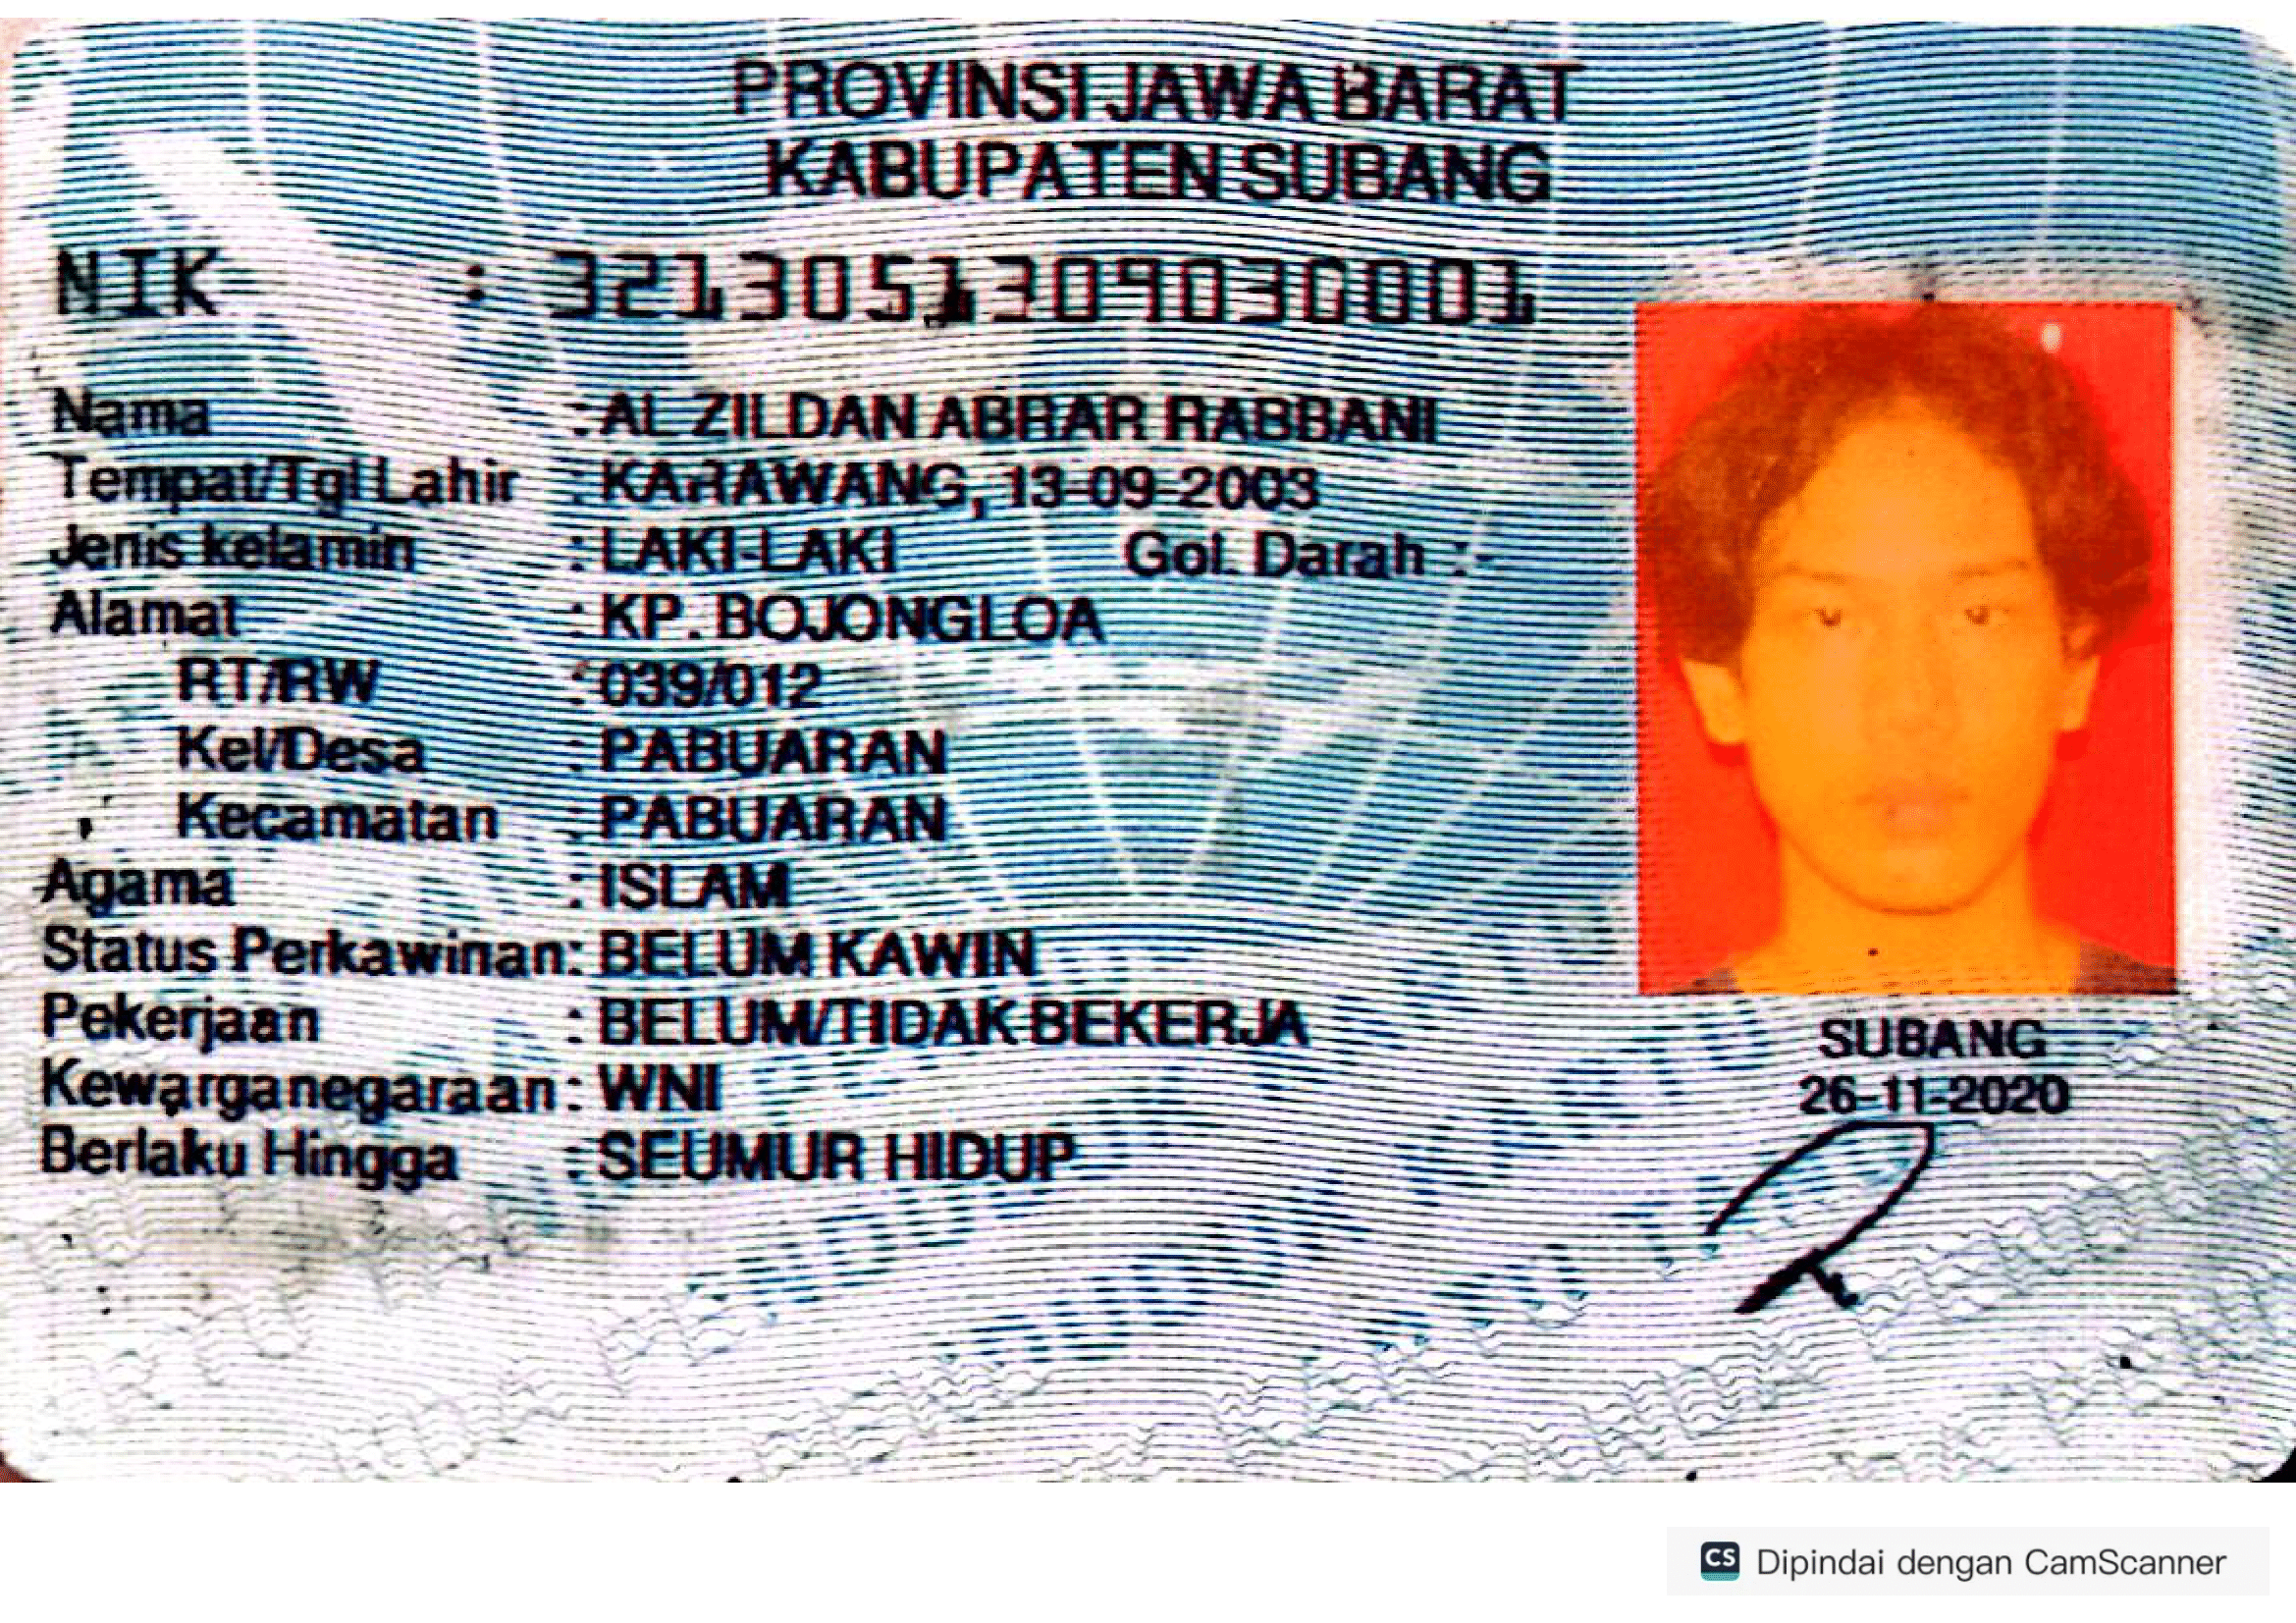 PROVINSI JAWA BARAT
KABUPATEN SUBANG
NIK : 3213051309030001
Nama : AL ZILDAN ABRAR RABBANI
Tempat/Tgl Lahir : KARAWANG, 13-09-2003
Jenis kelamin : LAKI-LAKI Gol. Darah : -
Alamat : KP. BOJONGLOA
RT/RW : 039/012
Kel/Desa : PABUARAN
Kecamatan : PABUARAN
Agama : ISLAM
Status Perkawinan: BELUM KAWIN
Pekerjaan : BELUM/TIDAK BEKERJA
Kewarganegaraan: WNI
Berlaku Hingga : SEUMUR HIDUP
SUBANG
26-11-2020
CS Dipindai dengan CamScanner